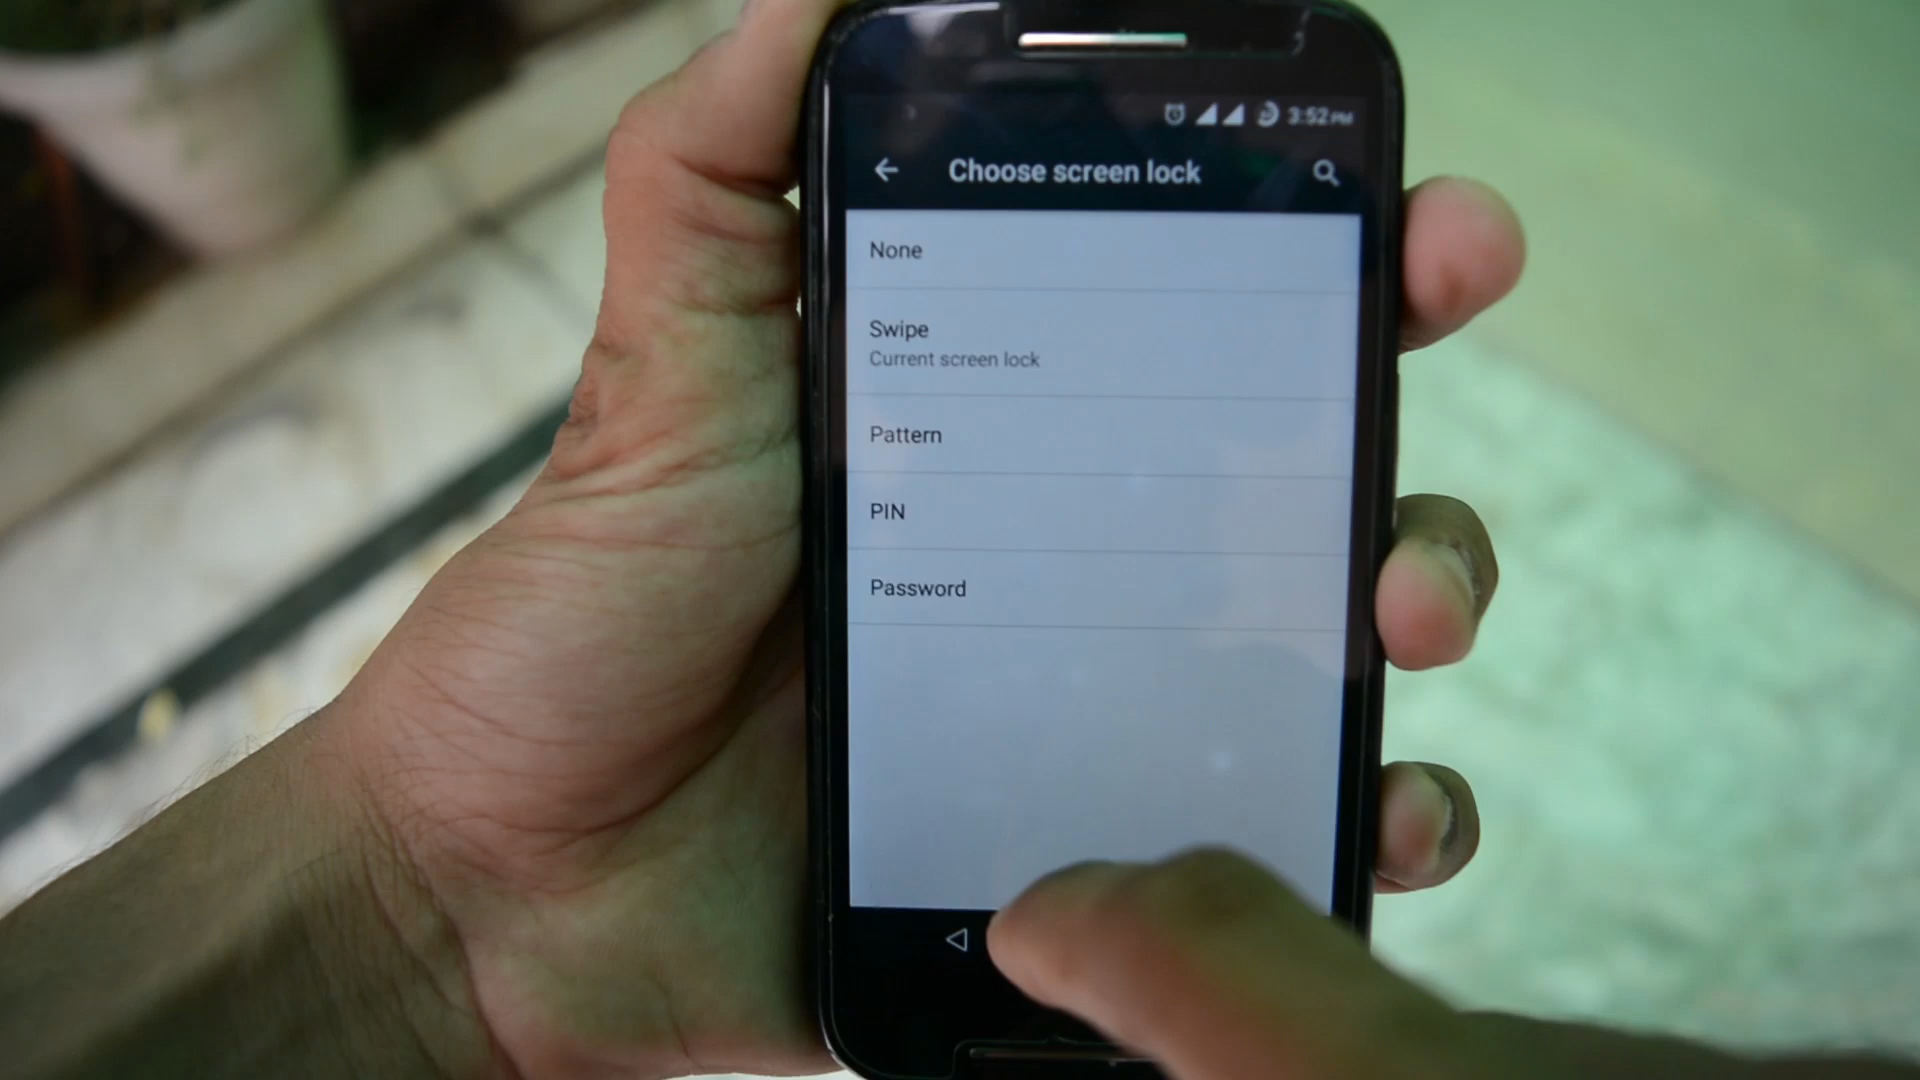 3:52 PM
Choose screen lock
None
Swipe
Current screen lock
Pattern
PIN
Password